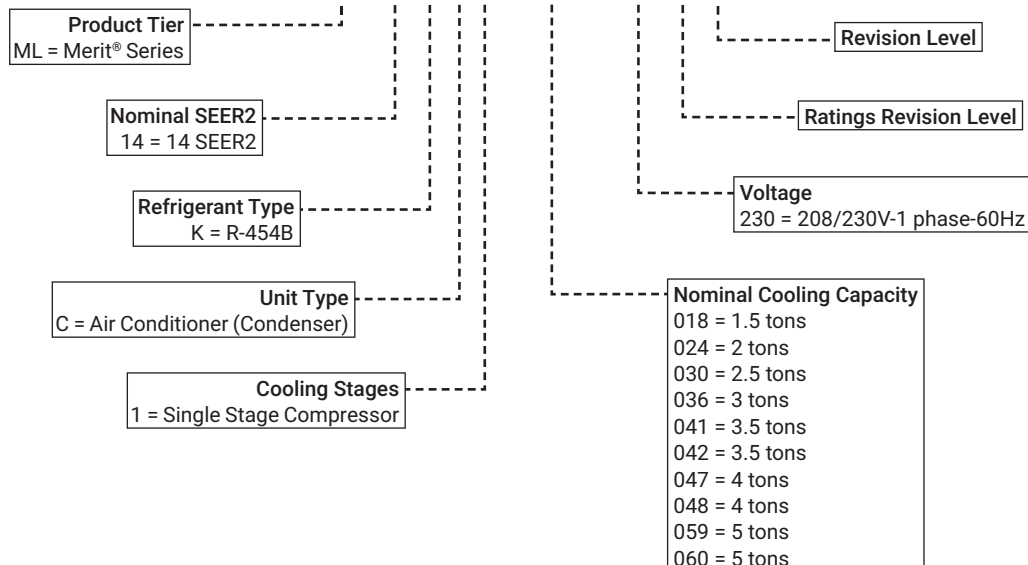 Product Tier
ML = Merit® Series
Nominal SEER2
14 = 14 SEER2
Refrigerant Type
K = R-454B
Unit Type
C = Air Conditioner (Condenser)
Cooling Stages
1 = Single Stage Compressor
Revision Level
Ratings Revision Level
Voltage
230 = 208/230V-1 phase-60Hz
Nominal Cooling Capacity
018 = 1.5 tons
024 = 2 tons
030 = 2.5 tons
036 = 3 tons
041 = 3.5 tons
042 = 3.5 tons
047 = 4 tons
048 = 4 tons
059 = 5 tons
060 = 5 tons